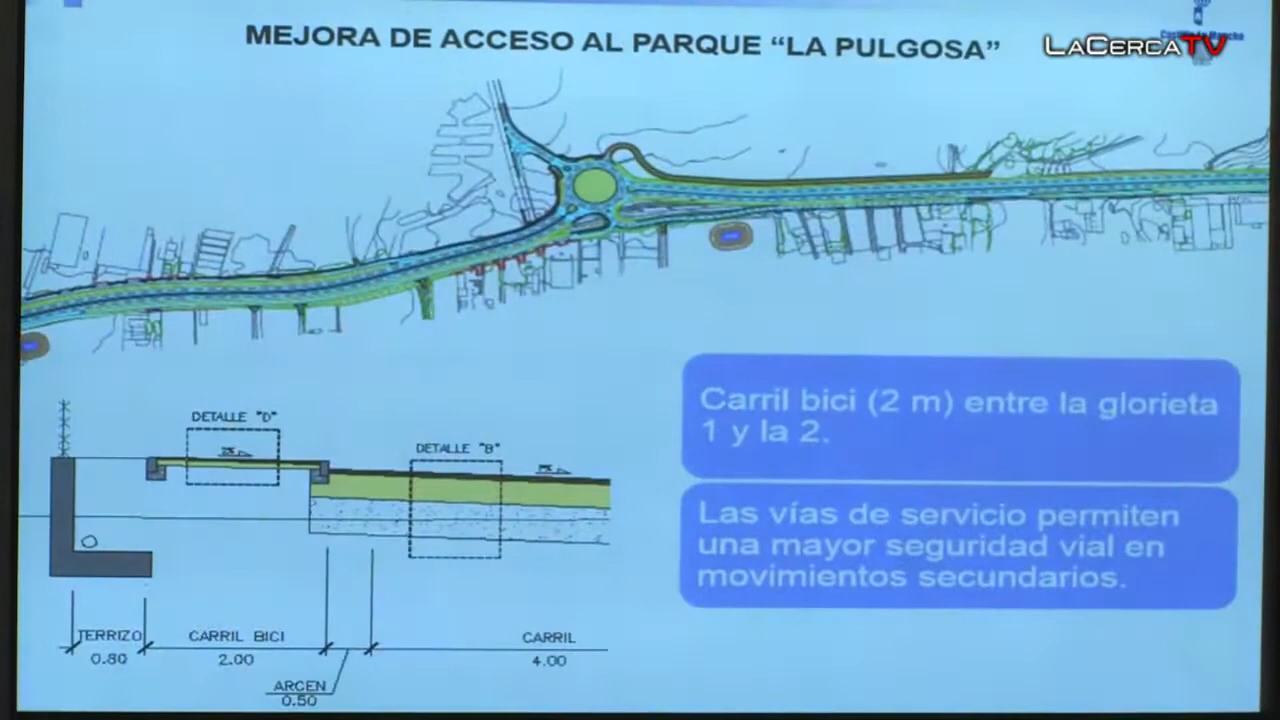 MEJORA DE ACCESO AL PARQUE “LA PULGOSA”
LACERCATV
Carril bici (2 m) entre la glorieta
1 y la 2.
Las vías de servicio permiten
una mayor seguridad vial en
movimientos secundarios.
DETALLE "D"
DETALLE "B"
TERRIZO
0.80
CARRIL BICI
2.00
ARCEN
0.50
CARRIL
4.00